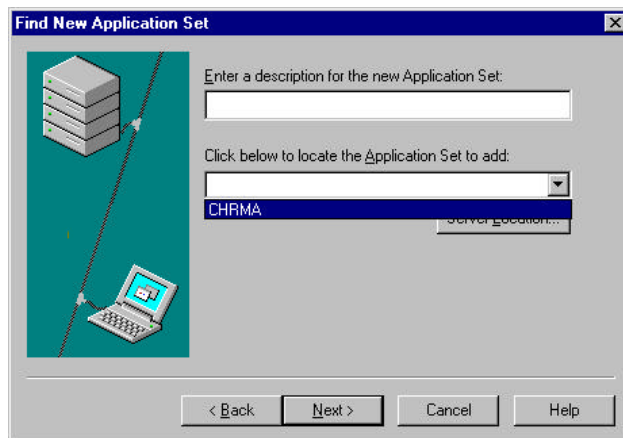 Find New Application Set
Enter a description for the new Application Set:
Click below to locate the Application Set to add:
CHRMA
Server Location...
< Back
Next >
Cancel
Help